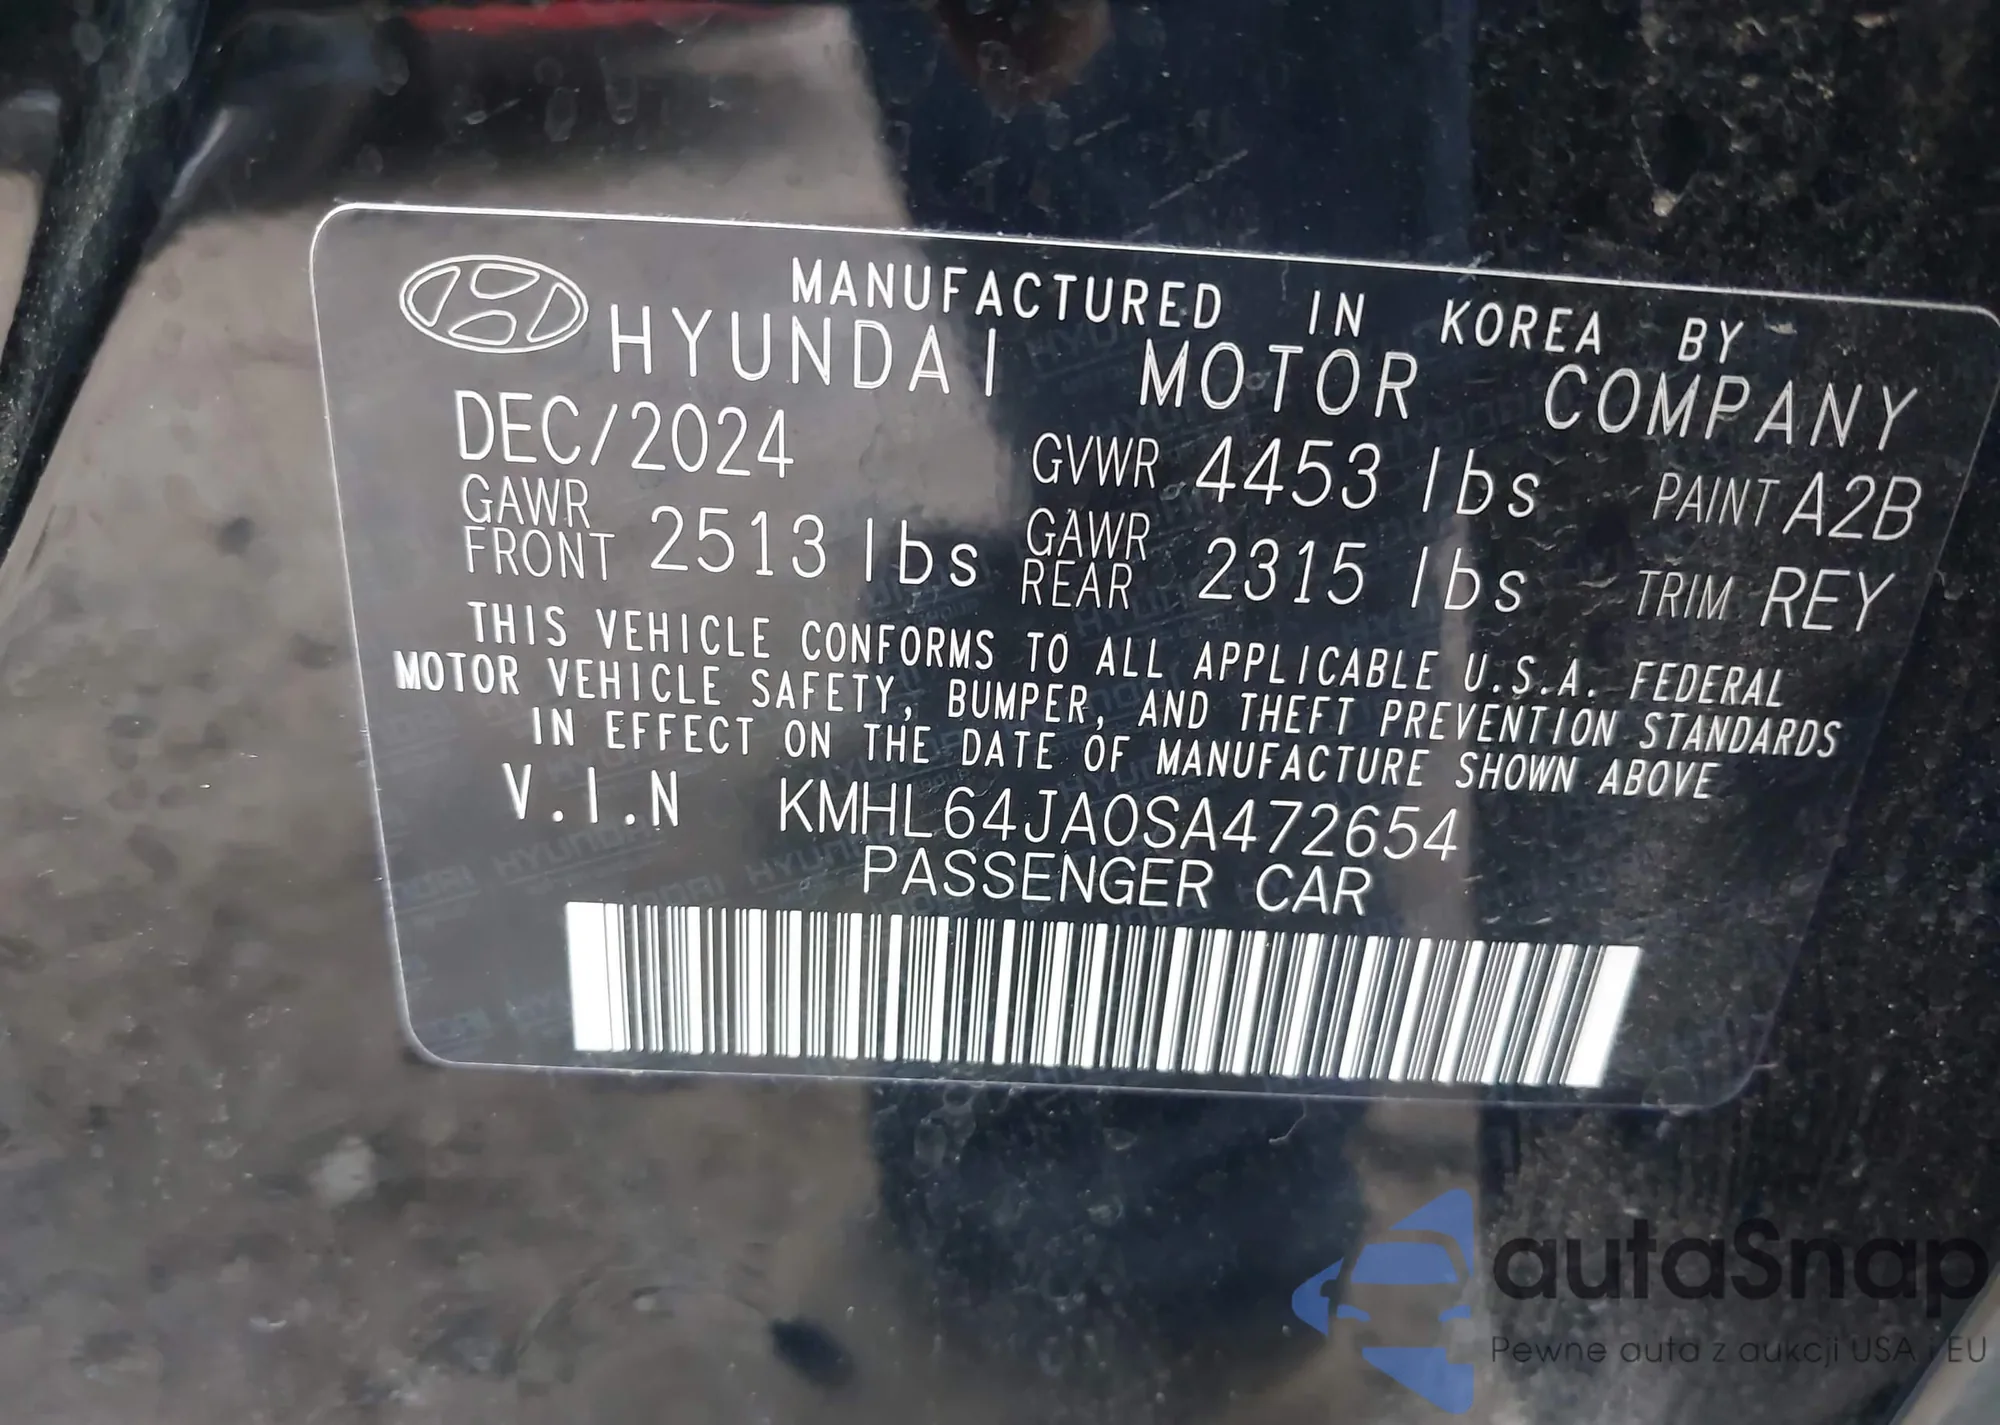 MANUFACTURED IN KOREA BY
HYUNDAI MOTOR COMPANY
DEC/2024 GVWR 4453 lbs PAINT A2B
GAWR FRONT 2513 lbs GAWR REAR 2315 lbs TRIM REY
THIS VEHICLE CONFORMS TO ALL APPLICABLE U.S.A. FEDERAL
MOTOR VEHICLE SAFETY, BUMPER, AND THEFT PREVENTION STANDARDS
IN EFFECT ON THE DATE OF MANUFACTURE SHOWN ABOVE
V.I.N KMHL64JA0SA472654
PASSENGER CAR
autaSnap
Pewne auta z aukcji USA i EU